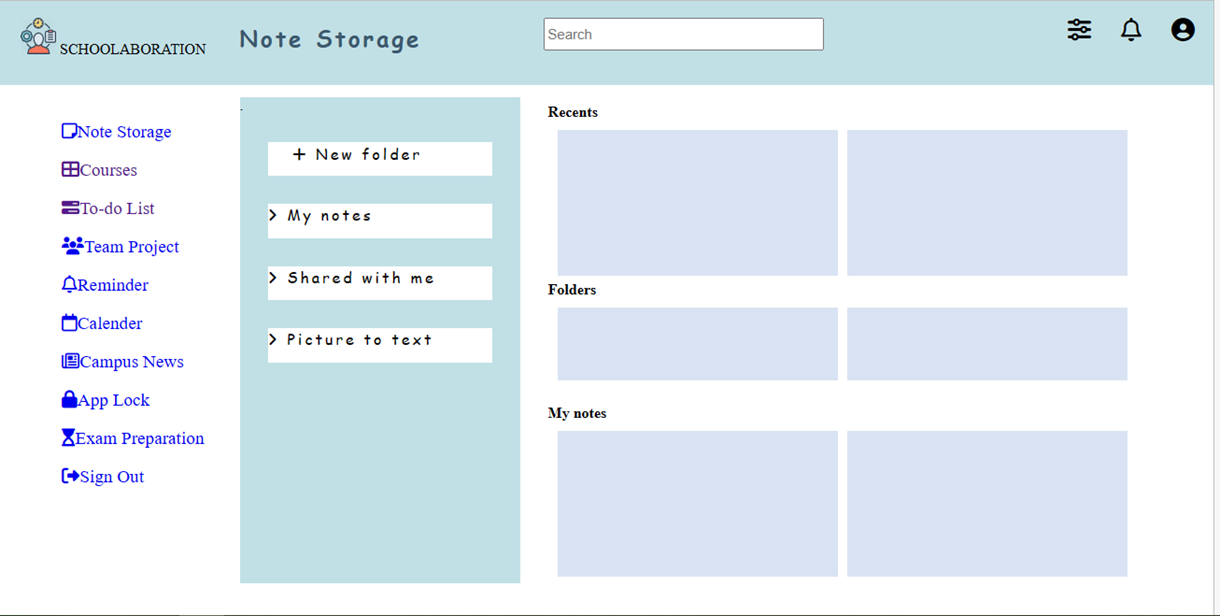 SCHOOLABORATION
Note Storage
Search
Note Storage
Courses
To-do List
Team Project
Reminder
Calender
Campus News
App Lock
Exam Preparation
Sign Out
.
+ New folder
> My notes
> Shared with me
> Picture to text
Recents
Folders
My notes